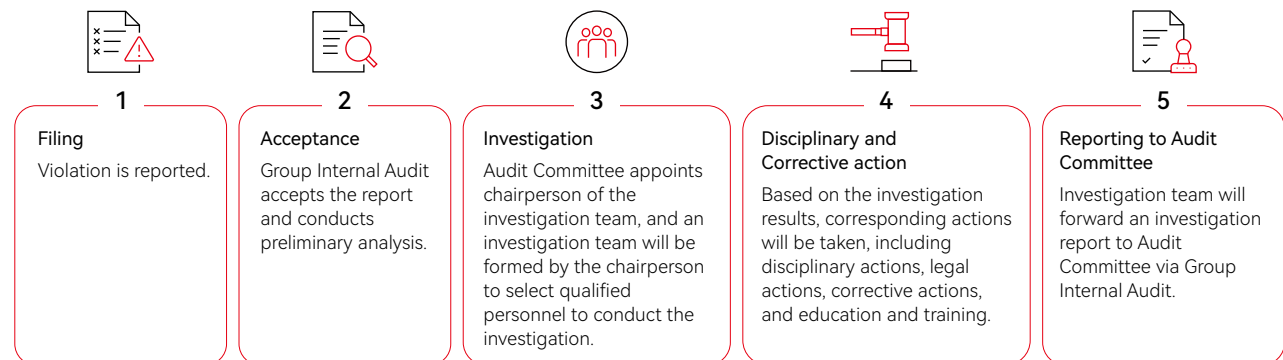 1
Filing
Violation is reported.
2
Acceptance
Group Internal Audit
accepts the report
and conducts
preliminary analysis.
3
Investigation
Audit Committee appoints
chairperson of the
investigation team, and an
investigation team will be
formed by the chairperson
to select qualified
personnel to conduct the
investigation.
4
Disciplinary and
Corrective action
Based on the investigation
results, corresponding actions
will be taken, including
disciplinary actions, legal
actions, corrective actions,
and education and training.
5
Reporting to Audit
Committee
Investigation team will
forward an investigation
report to Audit
Committee via Group
Internal Audit.